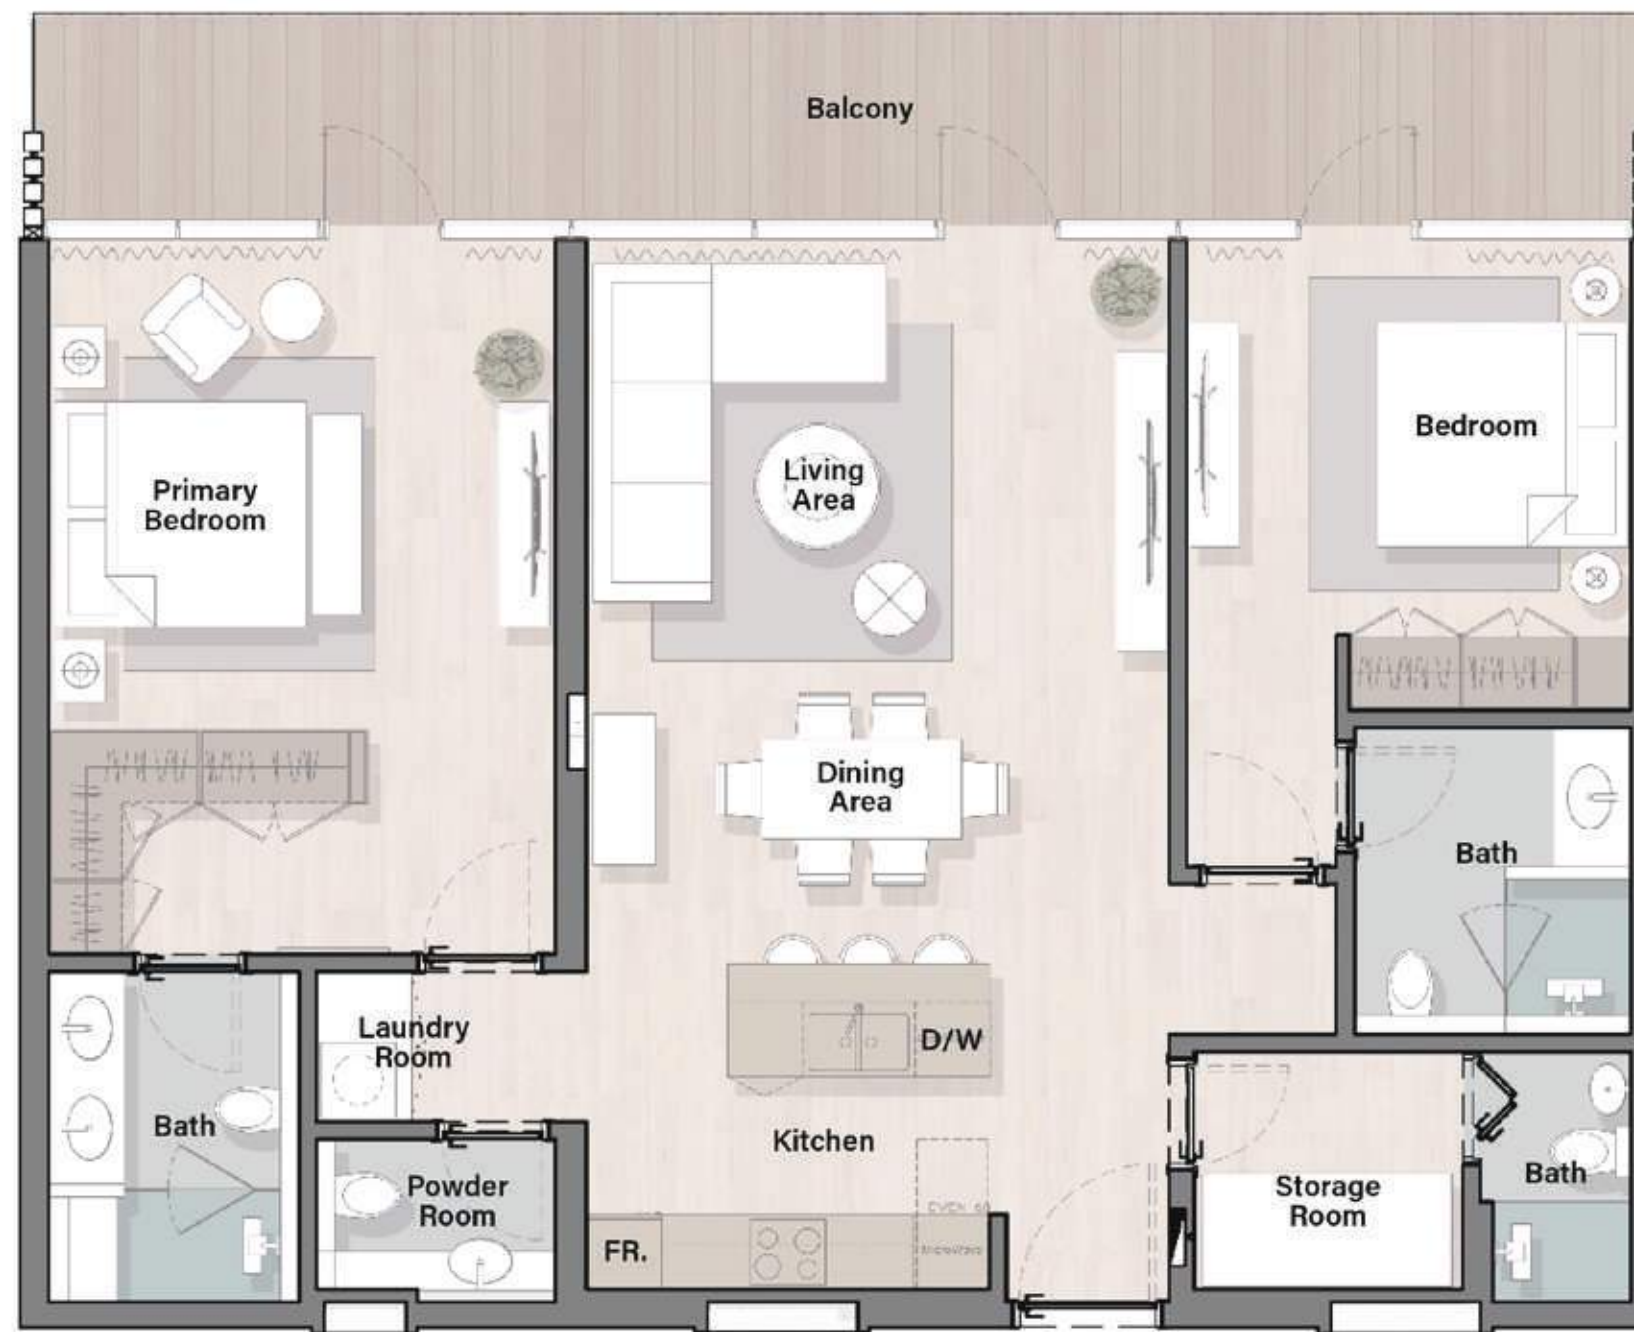 Balcony
Primary
Bedroom
Living
Area
Bedroom
Dining
Area
Bath
Laundry
Room
D/W
Bath
Kitchen
Powder
Room
Storage
Room
Bath
FR.